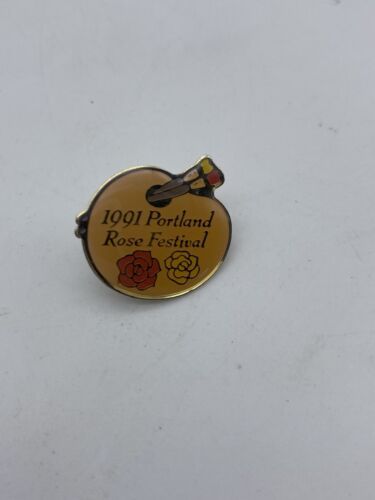 1991 Portland
Rose Festival